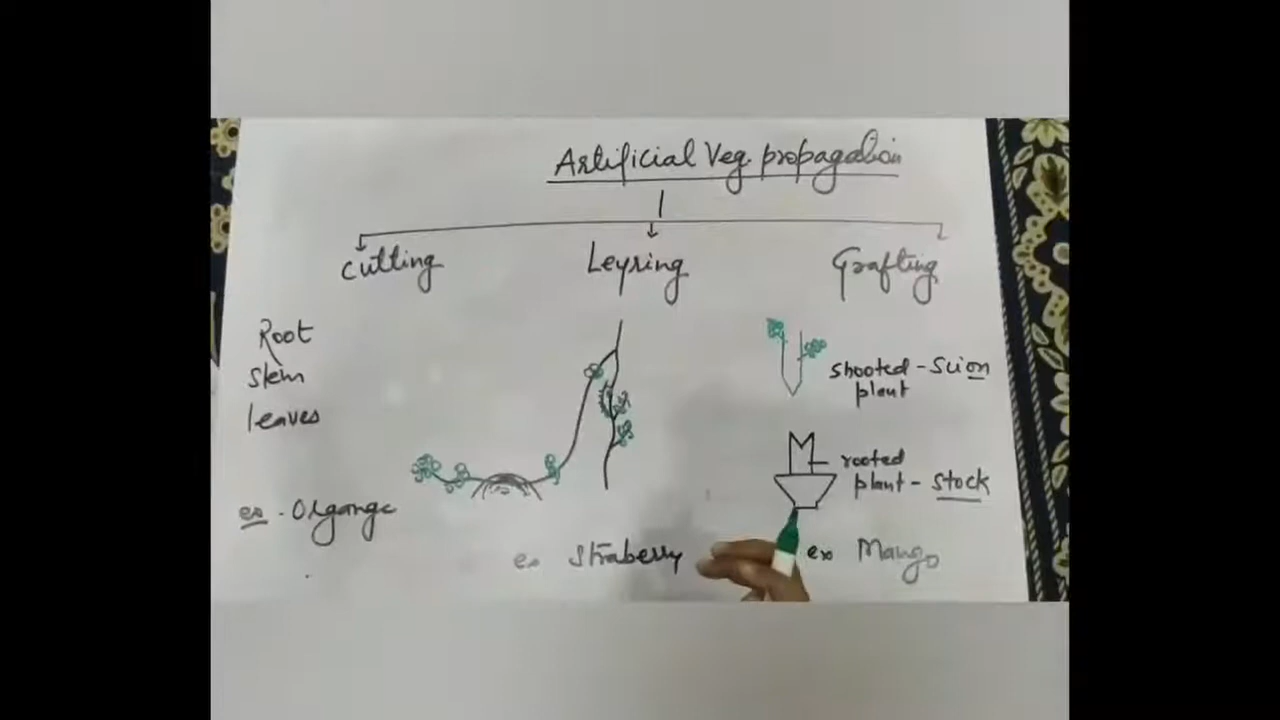 Artificial Veg. propagation
Cutting
Leyring
Grafting
Root
Stem
leaves
ex - Organge
ex Straberry
Shooted - Scion
plant
rooted
plant - Stock
ex Mango